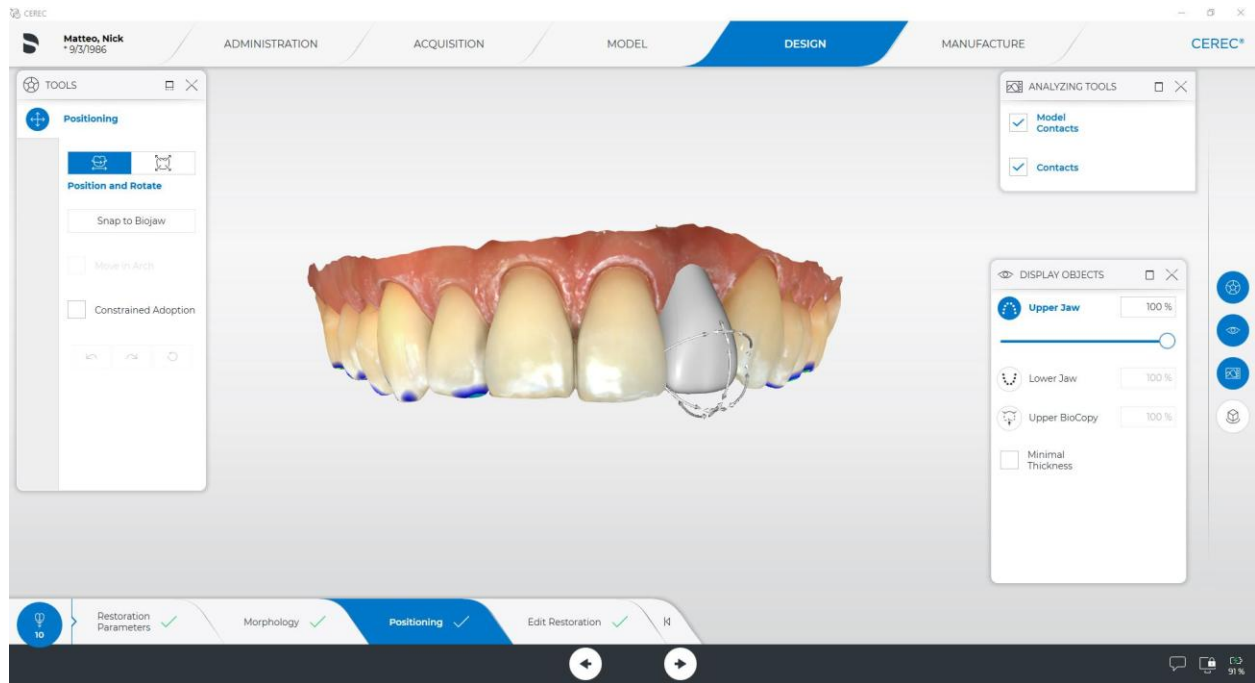 CEREC
Matteo, Nick
* 9/3/1986
ADMINISTRATION
ACQUISITION
MODEL
DESIGN
MANUFACTURE
CEREC®
TOOLS
Positioning
Position and Rotate
Snap to Biojaw
Move in Arch
Constrained Adoption
ANALYZING TOOLS
Model
Contacts
Contacts
DISPLAY OBJECTS
Upper Jaw 100 %
Lower Jaw 100 %
Upper BioCopy 100 %
Minimal
Thickness
10
Restoration
Parameters
Morphology
Positioning
Edit Restoration
91 %